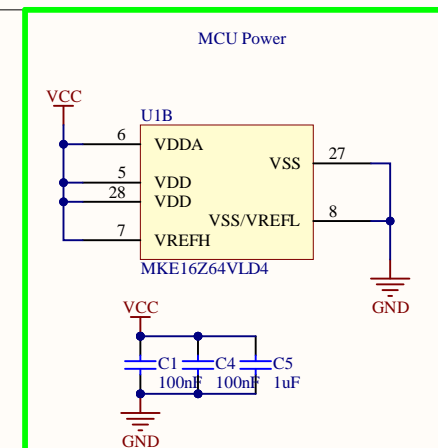 MCU Power
VCC
U1B
6 VDDA
VSS 27
5 VDD
28 VDD
VSS/VREFL 8
7 VREFH
MKE16Z64VLD4
GND
VCC
C1 C4 C5
100nF 100nF 1uF
GND